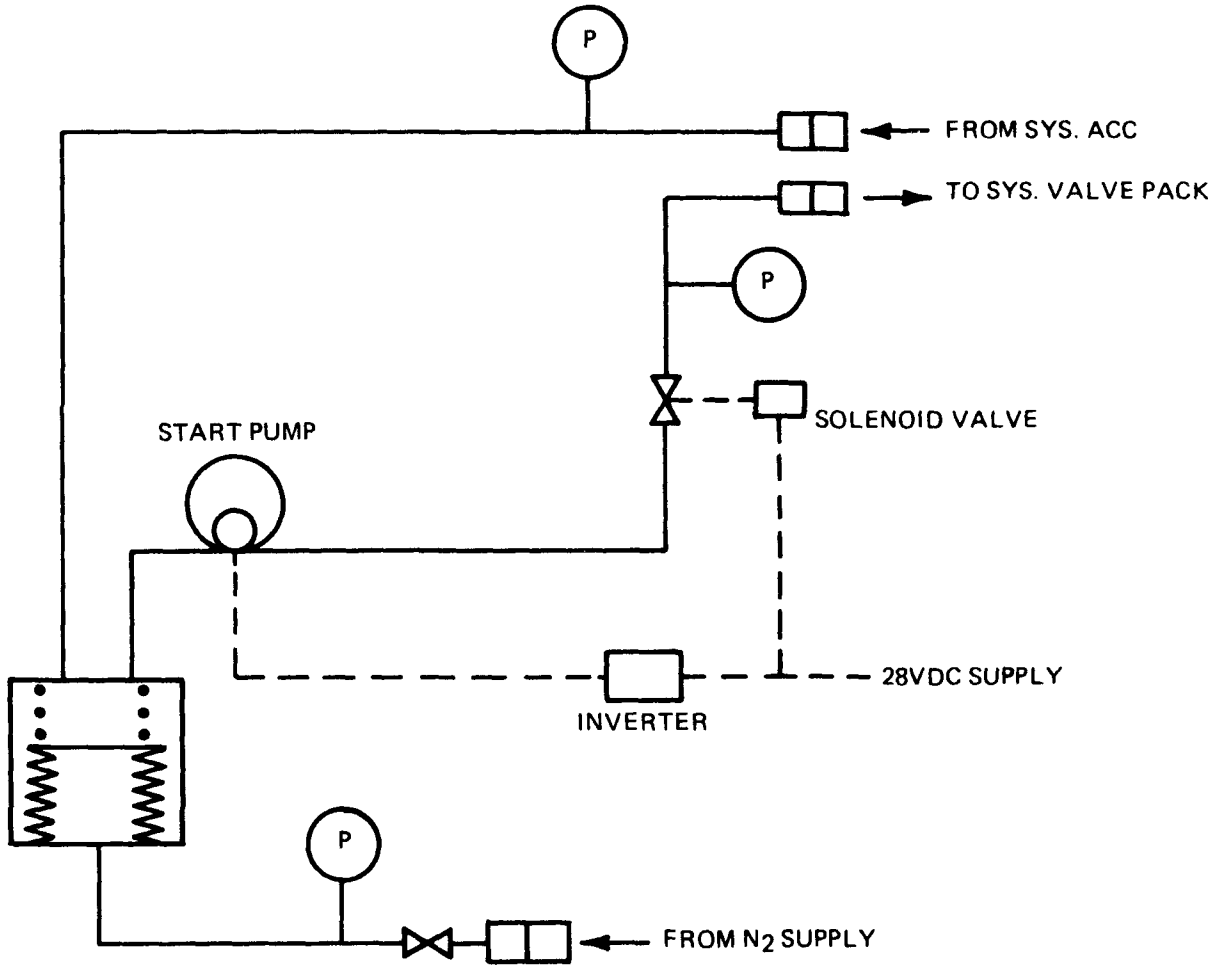 P
FROM SYS. ACC
TO SYS. VALVE PACK
P
SOLENOID VALVE
START PUMP
28VDC SUPPLY
INVERTER
P
FROM N2 SUPPLY